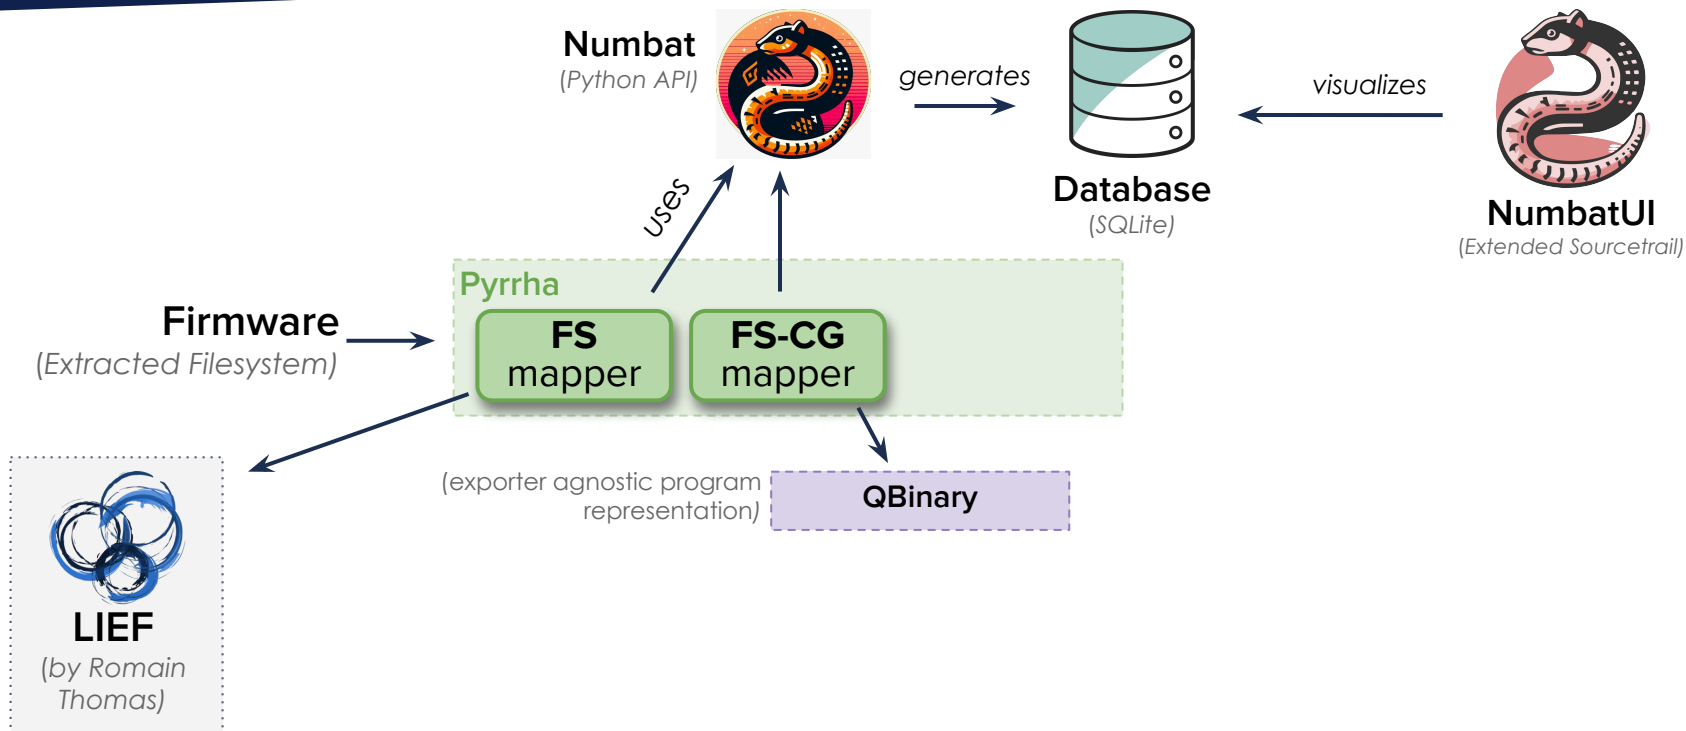 Numbat
(Python API)
generates
visualizes
Database
(SQLite)
NumbatUI
(Extended Sourcetrail)
uses
Pyrrha
Firmware
(Extracted Filesystem)
FS
mapper
FS-CG
mapper
(exporter agnostic program
representation)
QBinary
LIEF
(by Romain
Thomas)